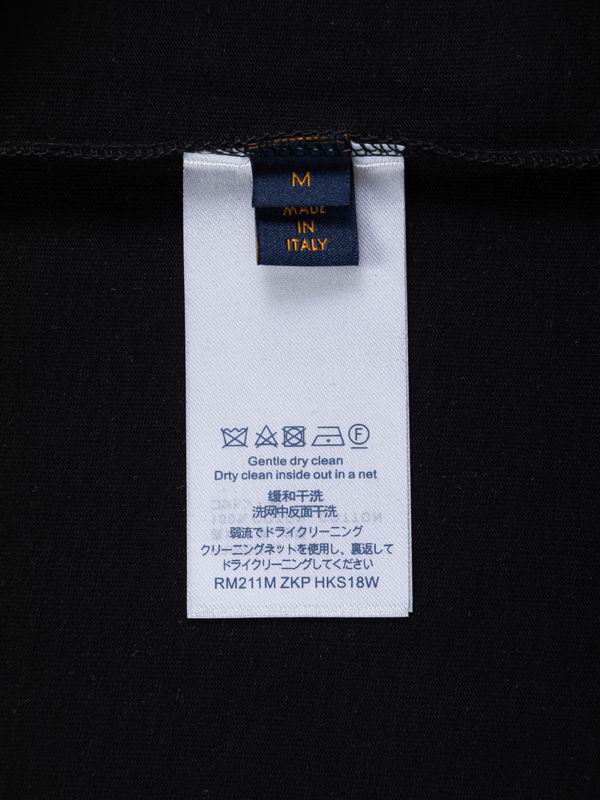 M
MADE
IN
ITALY
F
Gentle dry clean
Drty clean inside out in a net
缓和干洗
洗网中反面干洗
弱流でドライクリーニング
クリーニングネットを使用し、裏返して
ドライクリーニングしてください
RM211M ZKP HKS18W